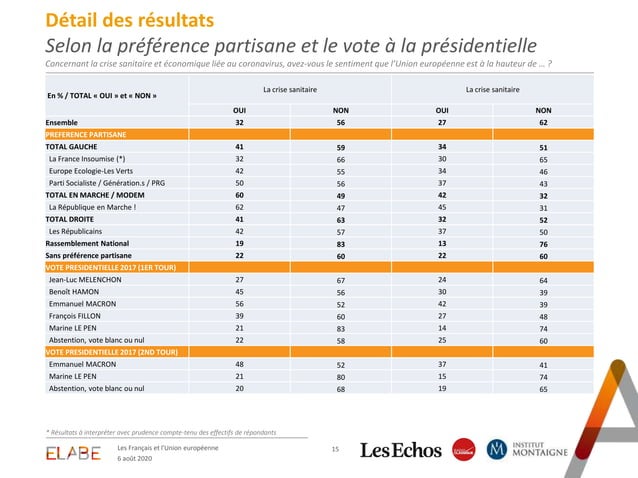 Détail des résultats
Selon la préférence partisane et le vote à la présidentielle
Concernant la crise sanitaire et économique liée au coronavirus, avez-vous le sentiment que l'Union européenne est à la hauteur de … ?
En % / TOTAL « OUI » et « NON » La crise sanitaire La crise sanitaire
OUI NON OUI NON
Ensemble 32 56 27 62
PREFERENCE PARTISANE
TOTAL GAUCHE 41 59 34 51
La France Insoumise (*) 32 66 30 65
Europe Ecologie-Les Verts 42 55 34 46
Parti Socialiste / Génération.s / PRG 50 56 37 43
TOTAL EN MARCHE / MODEM 60 49 42 32
La République en Marche ! 62 47 45 31
TOTAL DROITE 41 63 32 52
Les Républicains 42 57 37 50
Rassemblement National 19 83 13 76
Sans préférence partisane 22 60 22 60
VOTE PRESIDENTIELLE 2017 (1ER TOUR)
Jean-Luc MELENCHON 27 67 24 64
Benoît HAMON 45 56 30 39
Emmanuel MACRON 56 52 42 39
François FILLON 39 60 27 48
Marine LE PEN 21 83 14 74
Abstention, vote blanc ou nul 22 58 25 60
VOTE PRESIDENTIELLE 2017 (2ND TOUR)
Emmanuel MACRON 48 52 37 41
Marine LE PEN 21 80 15 74
Abstention, vote blanc ou nul 20 68 19 65
* Résultats à interpréter avec prudence compte-tenu des effectifs de répondants
ELABE
Les Français et l'Union européenne
6 août 2020
15
Les Echos
M
INSTITUT
MONTAIGNE